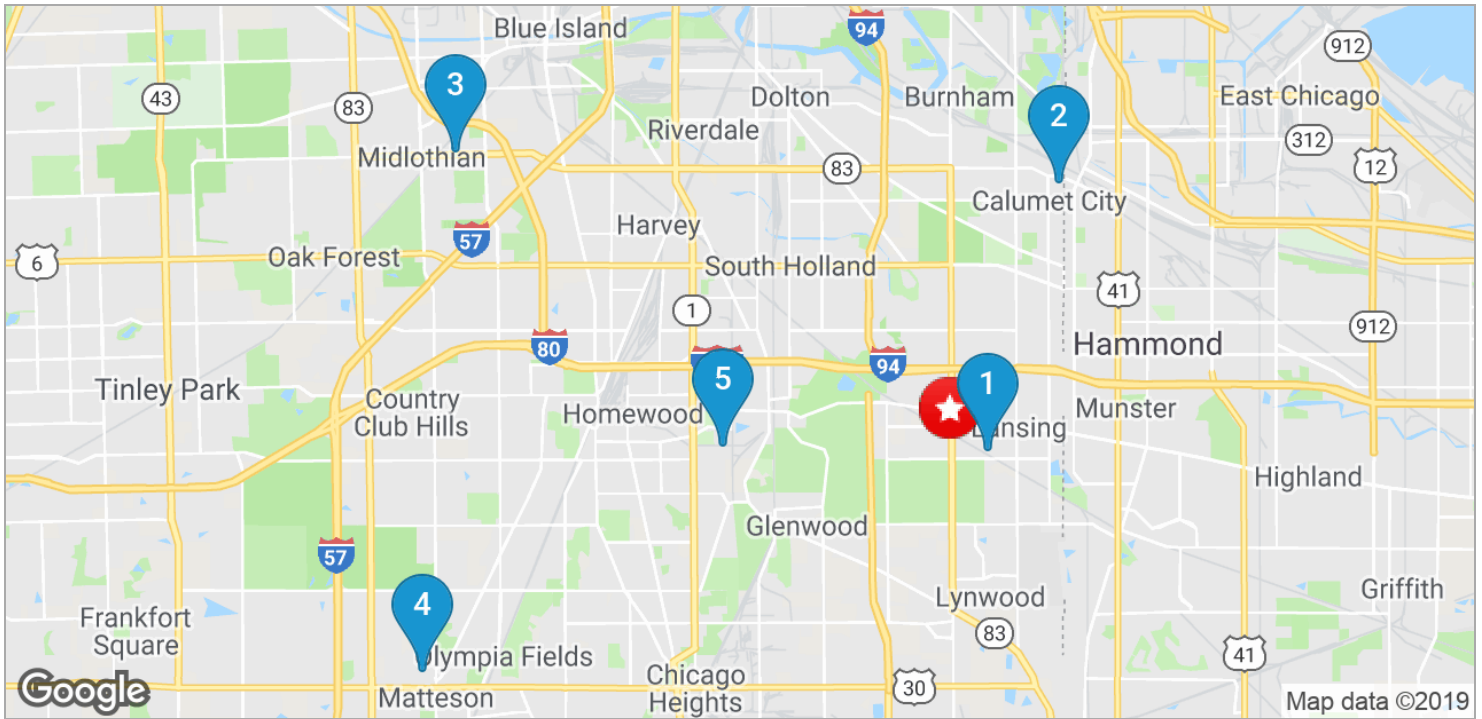 Blue Island
94
912
3
43
83
2
Dolton
Burnham
East Chicago
Riverdale
312
Midlothian
83
12
Calumet City
Harvey
57
6
Oak Forest
South Holland
41
1
912
80
Hammond
94
5
1
Tinley Park
Country
Club Hills
Homewood
Munster
Lansing
Highland
Glenwood
57
4
Lynwood
Griffith
Frankfort
Square
83
Olympia Fields
41
Chicago
Heights
30
Matteson
Google
Map data ©2019